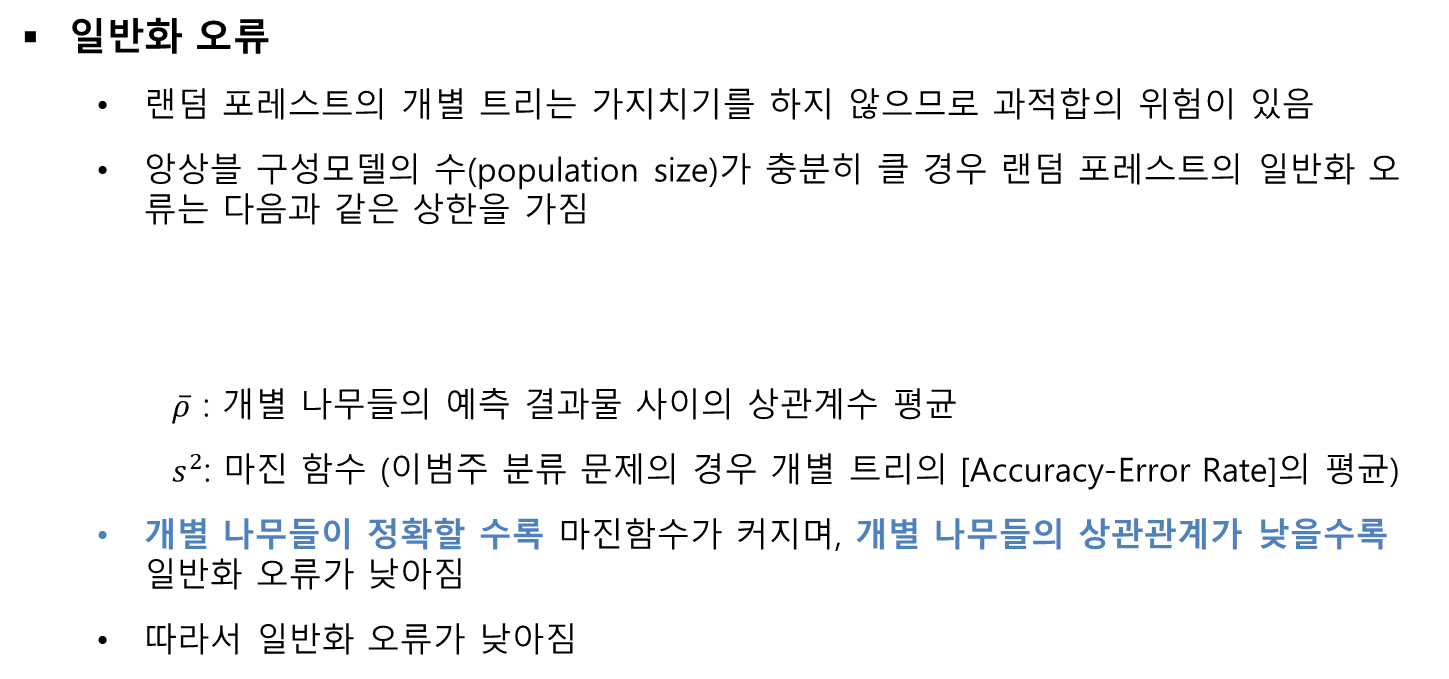 ▪ 일반화 오류
• 랜덤 포레스트의 개별 트리는 가지치기를 하지 않으므로 과적합의 위험이 있음
• 앙상블 구성모델의 수(population size)가 충분히 클 경우 랜덤 포레스트의 일반화 오
류는 다음과 같은 상한을 가짐
ρ̄ : 개별 나무들의 예측 결과물 사이의 상관계수 평균
s²: 마진 함수 (이범주 분류 문제의 경우 개별 트리의 [Accuracy-Error Rate]의 평균)
• 개별 나무들이 정확할 수록 마진함수가 커지며, 개별 나무들의 상관관계가 낮을수록
일반화 오류가 낮아짐
• 따라서 일반화 오류가 낮아짐